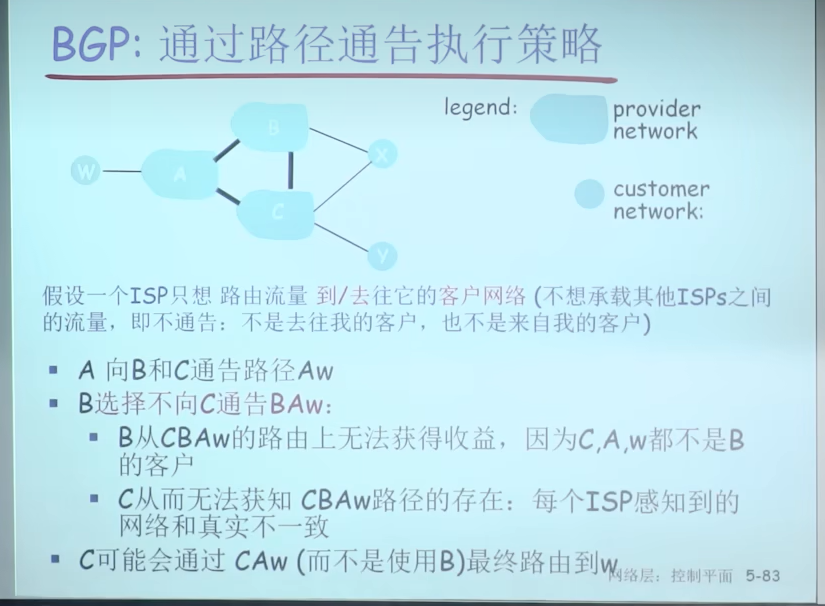 BGP: 通过路径通告执行策略
legend:
provider
network
customer
network:
B
W
A
X
C
Y
假设一个ISP只想 路由流量 到/去往它的客户网络 (不想承载其他ISPs之间
的流量，即不通告：不是去往我的客户，也不是来自我的客户)
A 向B和C通告路径Aw
B选择不向C通告BAw：
B从CBAw的路由上无法获得收益，因为C,A,w都不是B
的客户
C从而无法获知 CBAw路径的存在：每个ISP感知到的
网络和真实不一致
C可能会通过 CAw (而不是使用B)最终路由到w
网络层：控制平面 5-83